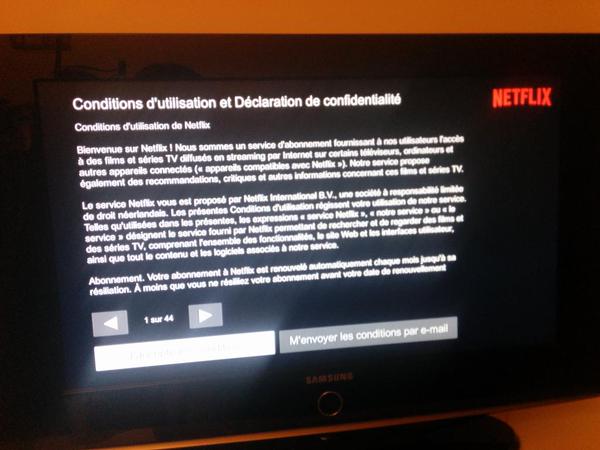 Conditions d'utilisation et Déclaration de confidentialité
NETFLIX
Conditions d'utilisation de Netflix
Bienvenue sur Netflix ! Nous sommes un service d'abonnement fournissant à nos utilisateurs l'accès
à des films et séries TV diffusés en streaming par Internet sur certains téléviseurs, ordinateurs et
autres appareils connectés (« appareils compatibles avec Netflix »). Notre service propose
également des recommandations, critiques et autres informations concernant ces films et séries TV.
Le service Netflix vous est proposé par Netflix International B.V., une société à responsabilité limitée
de droit néerlandais. Les présentes Conditions d'utilisation régissent votre utilisation de notre service.
Telles qu'utilisées dans les présentes, les expressions « service Netflix », « notre service » ou « le
service » désignent le service fourni par Netflix permettant de rechercher et de regarder des films et
des séries TV, comprenant l'ensemble des fonctionnalités, le site Web et les interfaces utilisateur,
ainsi que tout le contenu et les logiciels associés à notre service.
Abonnement. Votre abonnement à Netflix est renouvelé automatiquement chaque mois jusqu'à sa
résiliation. À moins que vous ne résiliez votre abonnement avant votre date de renouvellement
1 sur 44
M'envoyer les conditions par e-mail
SAMSUNG